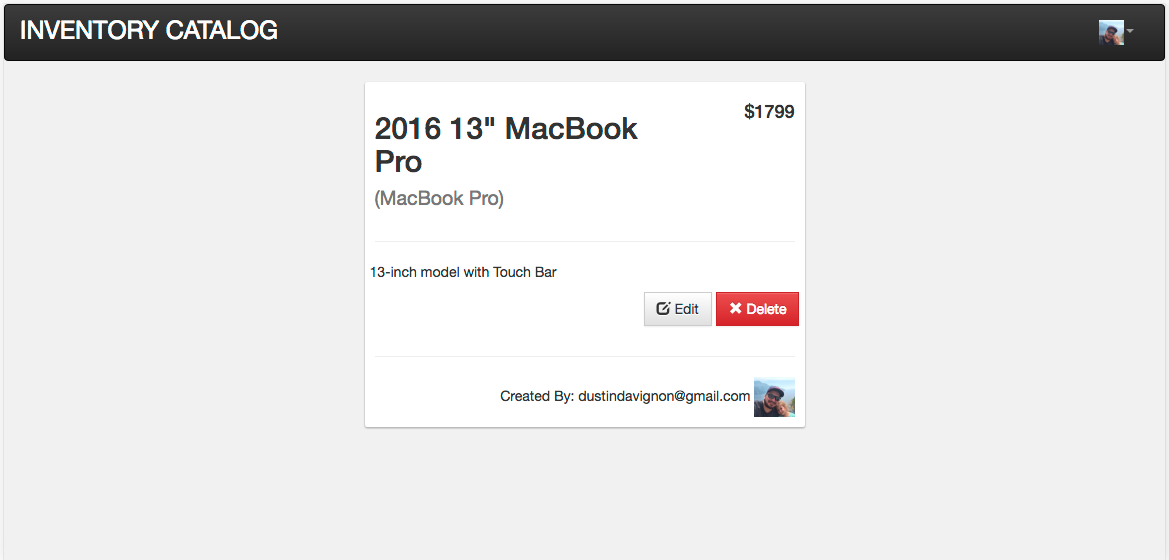 INVENTORY CATALOG
$1799
2016 13" MacBook
Pro
(MacBook Pro)
13-inch model with Touch Bar
Edit Delete
Created By: dustindavignon@gmail.com